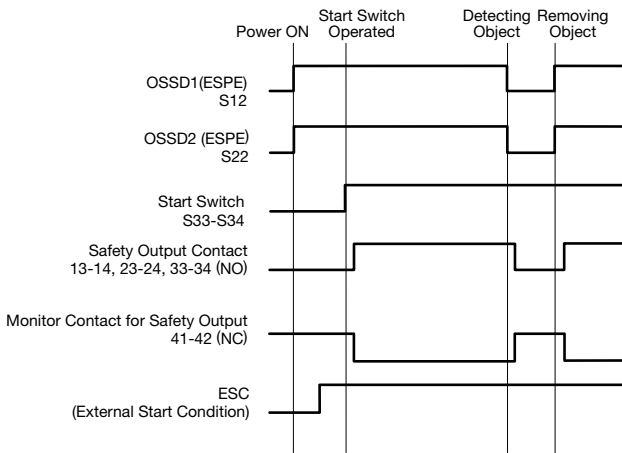 Power ON
Start Switch
Operated
Detecting
Object
Removing
Object
OSSD1(ESPE)
S12
OSSD2 (ESPE)
S22
Start Switch
S33-S34
Safety Output Contact
13-14, 23-24, 33-34 (NO)
Monitor Contact for Safety Output
41-42 (NC)
ESC
(External Start Condition)